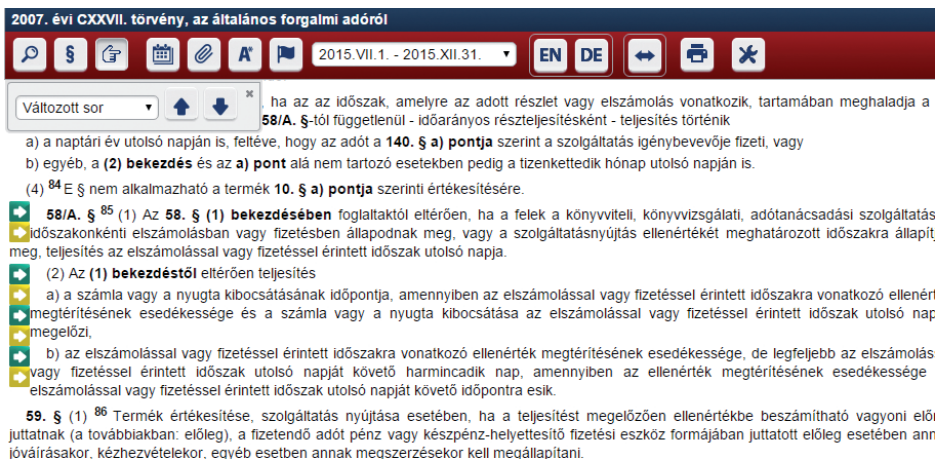 2007. évi CXXVII. törvény, az általános forgalmi adóról
§ A* 2015.VII.1. - 2015.XII.31. EN DE
Változott sor
, ha az az időszak, amelyre az adott részlet vagy elszámolás vonatkozik, tartamában meghaladja a
58/A. §-tól függetlenül - időarányos részteljesítésként - teljesítés történik
a) a naptári év utolsó napján is, feltéve, hogy az adót a 140. § a) pontja szerint a szolgáltatás igénybevevője fizeti, vagy
b) egyéb, a (2) bekezdés és az a) pont alá nem tartozó esetekben pedig a tizenkettedik hónap utolsó napján is.
(4) 84 E § nem alkalmazható a termék 10. § a) pontja szerinti értékesítésére.
58/A. § 85 (1) Az 58. § (1) bekezdésében foglaltaktól eltérően, ha a felek a könyvviteli, könyvvizsgálati, adótanácsadási szolgáltatás
időszakonkénti elszámolásban vagy fizetésben állapodnak meg, vagy a szolgáltatásnyújtás ellenértékét meghatározott időszakra állapít
meg, teljesítés az elszámolással vagy fizetéssel érintett időszak utolsó napja.
(2) Az (1) bekezdéstől eltérően teljesítés
a) a számla vagy a nyugta kibocsátásának időpontja, amennyiben az elszámolással vagy fizetéssel érintett időszakra vonatkozó ellenért
megtérítésének esedékessége és a számla vagy a nyugta kibocsátása az elszámolással vagy fizetéssel érintett időszak utolsó nap
megelőzi,
b) az elszámolással vagy fizetéssel érintett időszakra vonatkozó ellenérték megtérítésének esedékessége, de legfeljebb az elszámolás
vagy fizetéssel érintett időszak utolsó napját követő harmincadik nap, amennyiben az ellenérték megtérítésének esedékessége
elszámolással vagy fizetéssel érintett időszak utolsó napját követő időpontra esik.
59. § (1) 86 Termék értékesítése, szolgáltatás nyújtása esetében, ha a teljesítést megelőzően ellenértékbe beszámítható vagyoni elő
juttatnak (a továbbiakban: előleg), a fizetendő adót pénz vagy készpénz-helyettesítő fizetési eszköz formájában juttatott előleg esetében ann
jóváírásakor, kézhezvételekor, egyéb esetben annak megszerzésekor kell megállapítani.